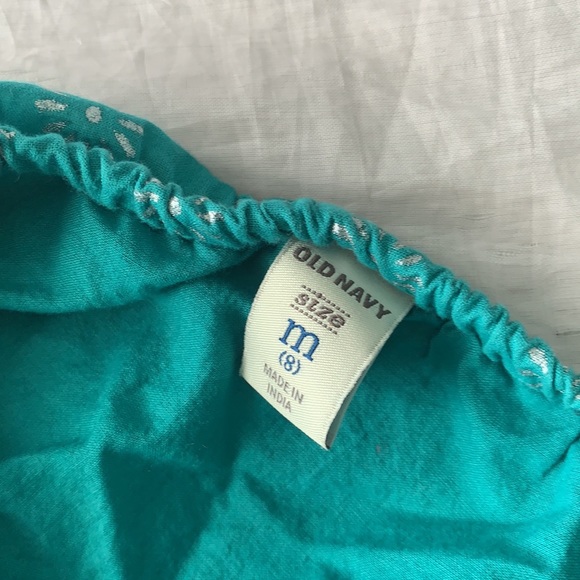 OLD NAVY
size
m
(8)
MADE IN
INDIA